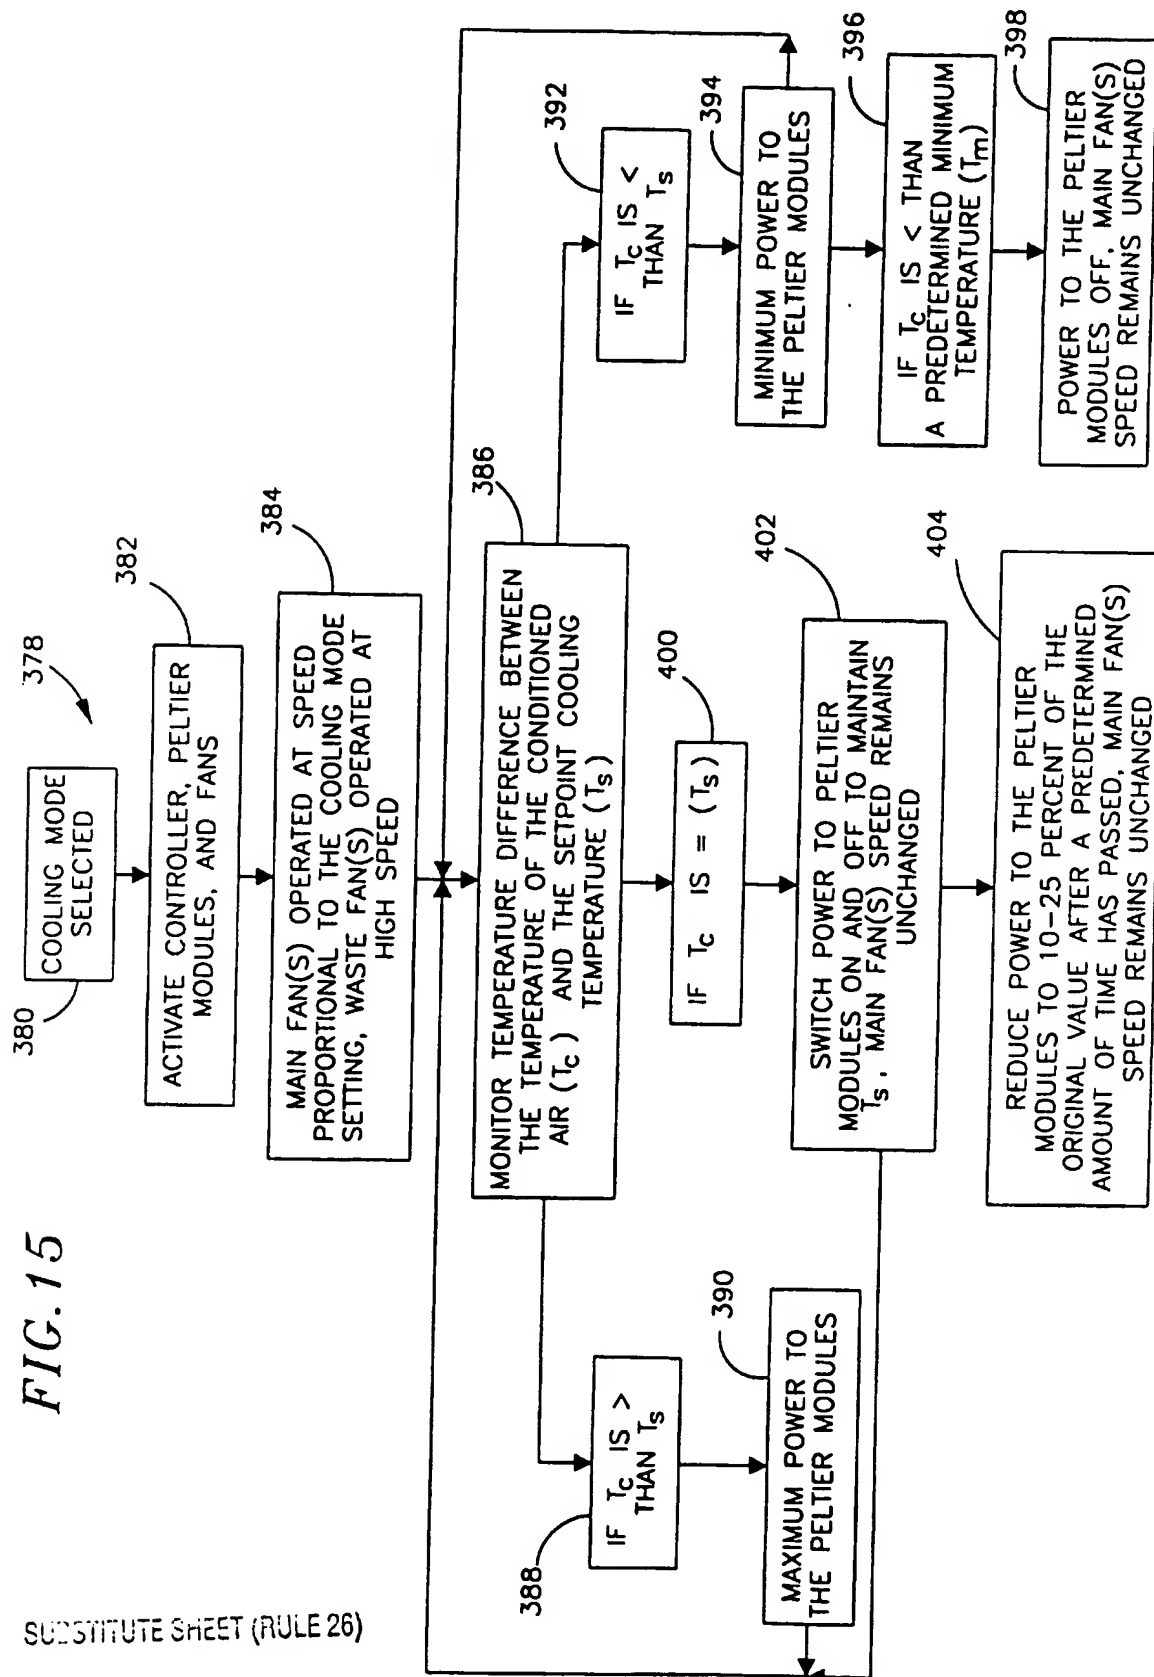 FIG. 15
378
380
COOLING MODE
SELECTED
382
ACTIVATE CONTROLLER, PELTIER
MODULES, AND FANS
384
MAIN FAN(S) OPERATED AT SPEED
PROPORTIONAL TO THE COOLING MODE
SETTING, WASTE FAN(S) OPERATED AT
HIGH SPEED
386
MONITOR TEMPERATURE DIFFERENCE BETWEEN
THE TEMPERATURE OF THE CONDITIONED
AIR (Tc) AND THE SETPOINT COOLING
TEMPERATURE (Ts)
388
IF Tc IS >
THAN Ts
390
MAXIMUM POWER TO
THE PELTIER MODULES
400
IF Tc IS = (Ts)
402
SWITCH POWER TO PELTIER
MODULES ON AND OFF TO MAINTAIN
Ts. MAIN FAN(S) SPEED REMAINS
UNCHANGED
404
REDUCE POWER TO THE PELTIER
MODULES TO 10-25 PERCENT OF THE
ORIGINAL VALUE AFTER A PREDETERMINED
AMOUNT OF TIME HAS PASSED, MAIN FAN(S)
SPEED REMAINS UNCHANGED
392
IF Tc IS <
THAN Ts
394
MINIMUM POWER TO
THE PELTIER MODULES
396
IF Tc IS < THAN
A PREDETERMINED MINIMUM
TEMPERATURE (Tm)
398
POWER TO THE PELTIER
MODULES OFF, MAIN FAN(S)
SPEED REMAINS UNCHANGED
SUBSTITUTE SHEET (RULE 26)